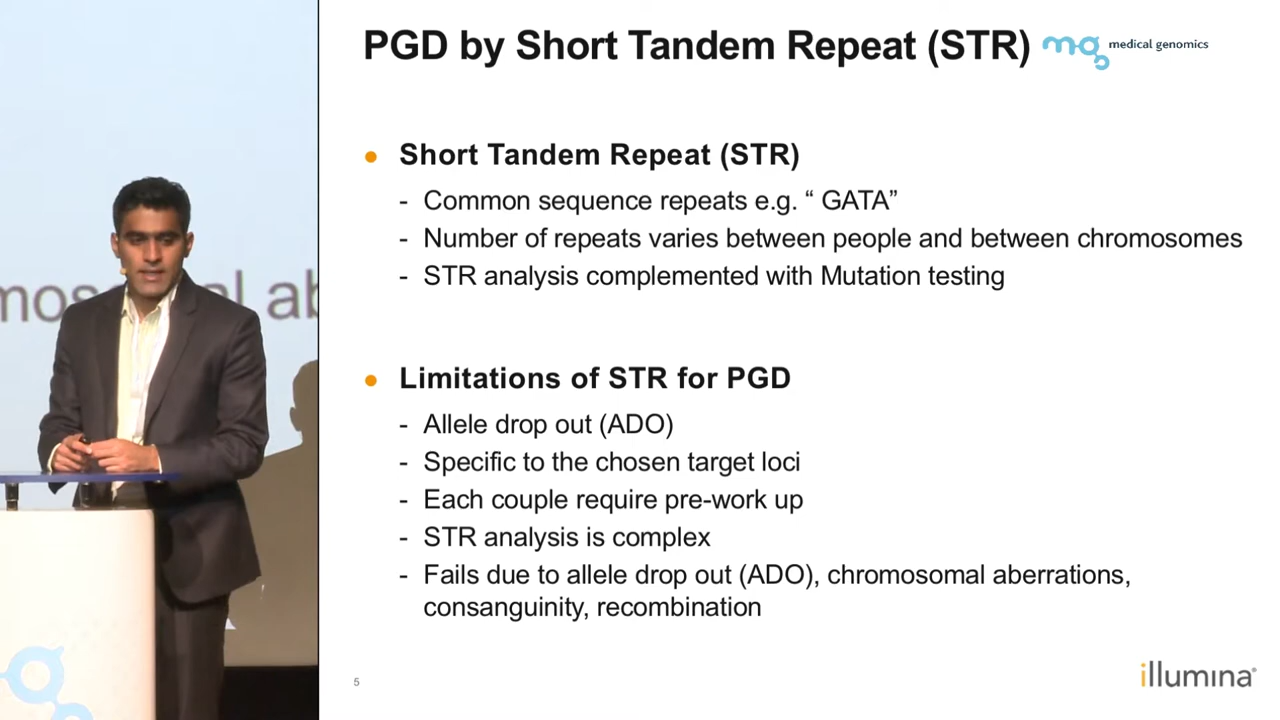 PGD by Short Tandem Repeat (STR)
mg medical genomics
● Short Tandem Repeat (STR)
- Common sequence repeats e.g. “ GATA”
- Number of repeats varies between people and between chromosomes
- STR analysis complemented with Mutation testing
● Limitations of STR for PGD
- Allele drop out (ADO)
- Specific to the chosen target loci
- Each couple require pre-work up
- STR analysis is complex
- Fails due to allele drop out (ADO), chromosomal aberrations,
consanguinity, recombination
5
illumina®